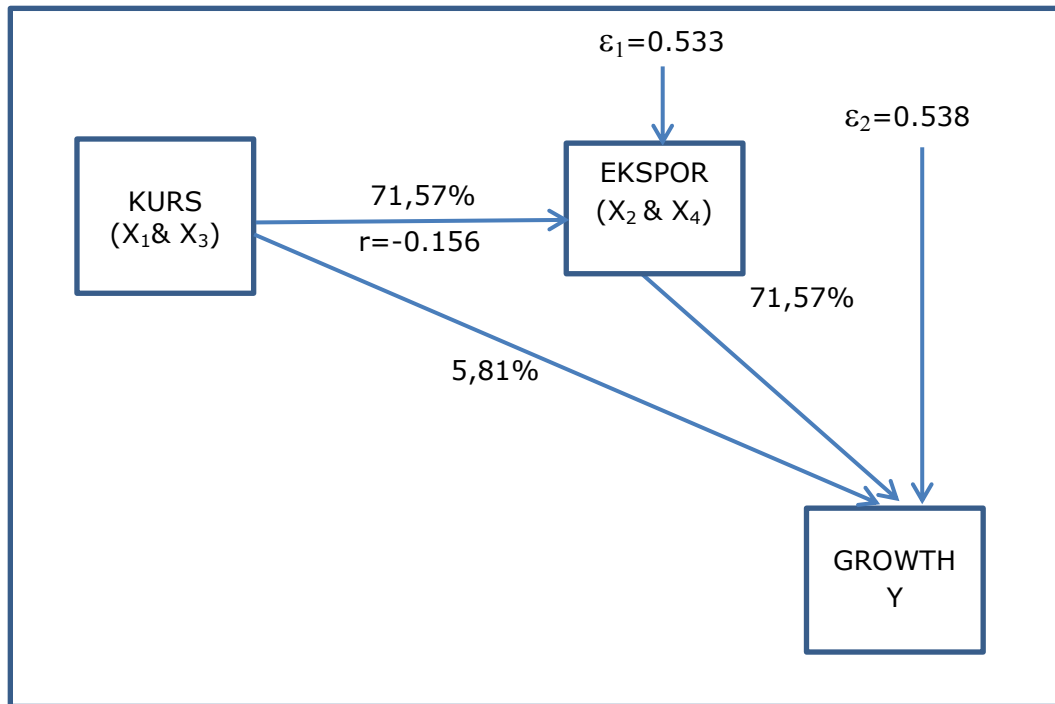 ε₁=0.533
ε₂=0.538
KURS
(X₁& X₃)
71,57%
r=-0.156
EKSPOR
(X₂ & X₄)
71,57%
5,81%
GROWTH
Y